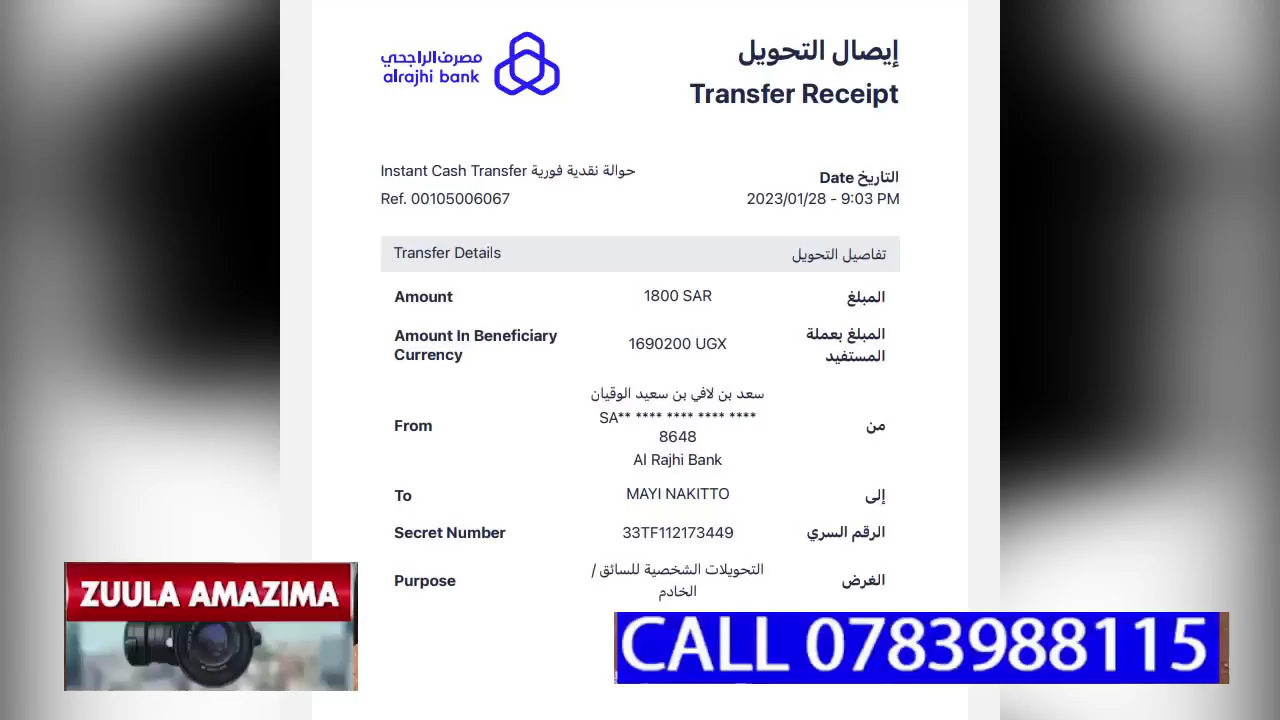 مصرف الراجحي
alrajhi bank
إيصال التحويل
Transfer Receipt
Instant Cash Transfer حوالة نقدية فورية
Ref. 00105006067
التاريخ Date
2023/01/28 - 9:03 PM
Transfer Details تفاصيل التحويل
Amount 1800 SAR المبلغ
Amount In Beneficiary
Currency
1690200 UGX
المبلغ بعملة
المستفيد
سعد بن لافي بن سعيد الوقيان
SA** **** **** **** ****
8648
Al Rajhi Bank
From
من
To MAYI NAKITTO إلى
Secret Number 33TF112173449 الرقم السري
Purpose
التحويلات الشخصية للسائق /
الخادم
الغرض
ZUULA AMAZIMA
CALL 0783988115